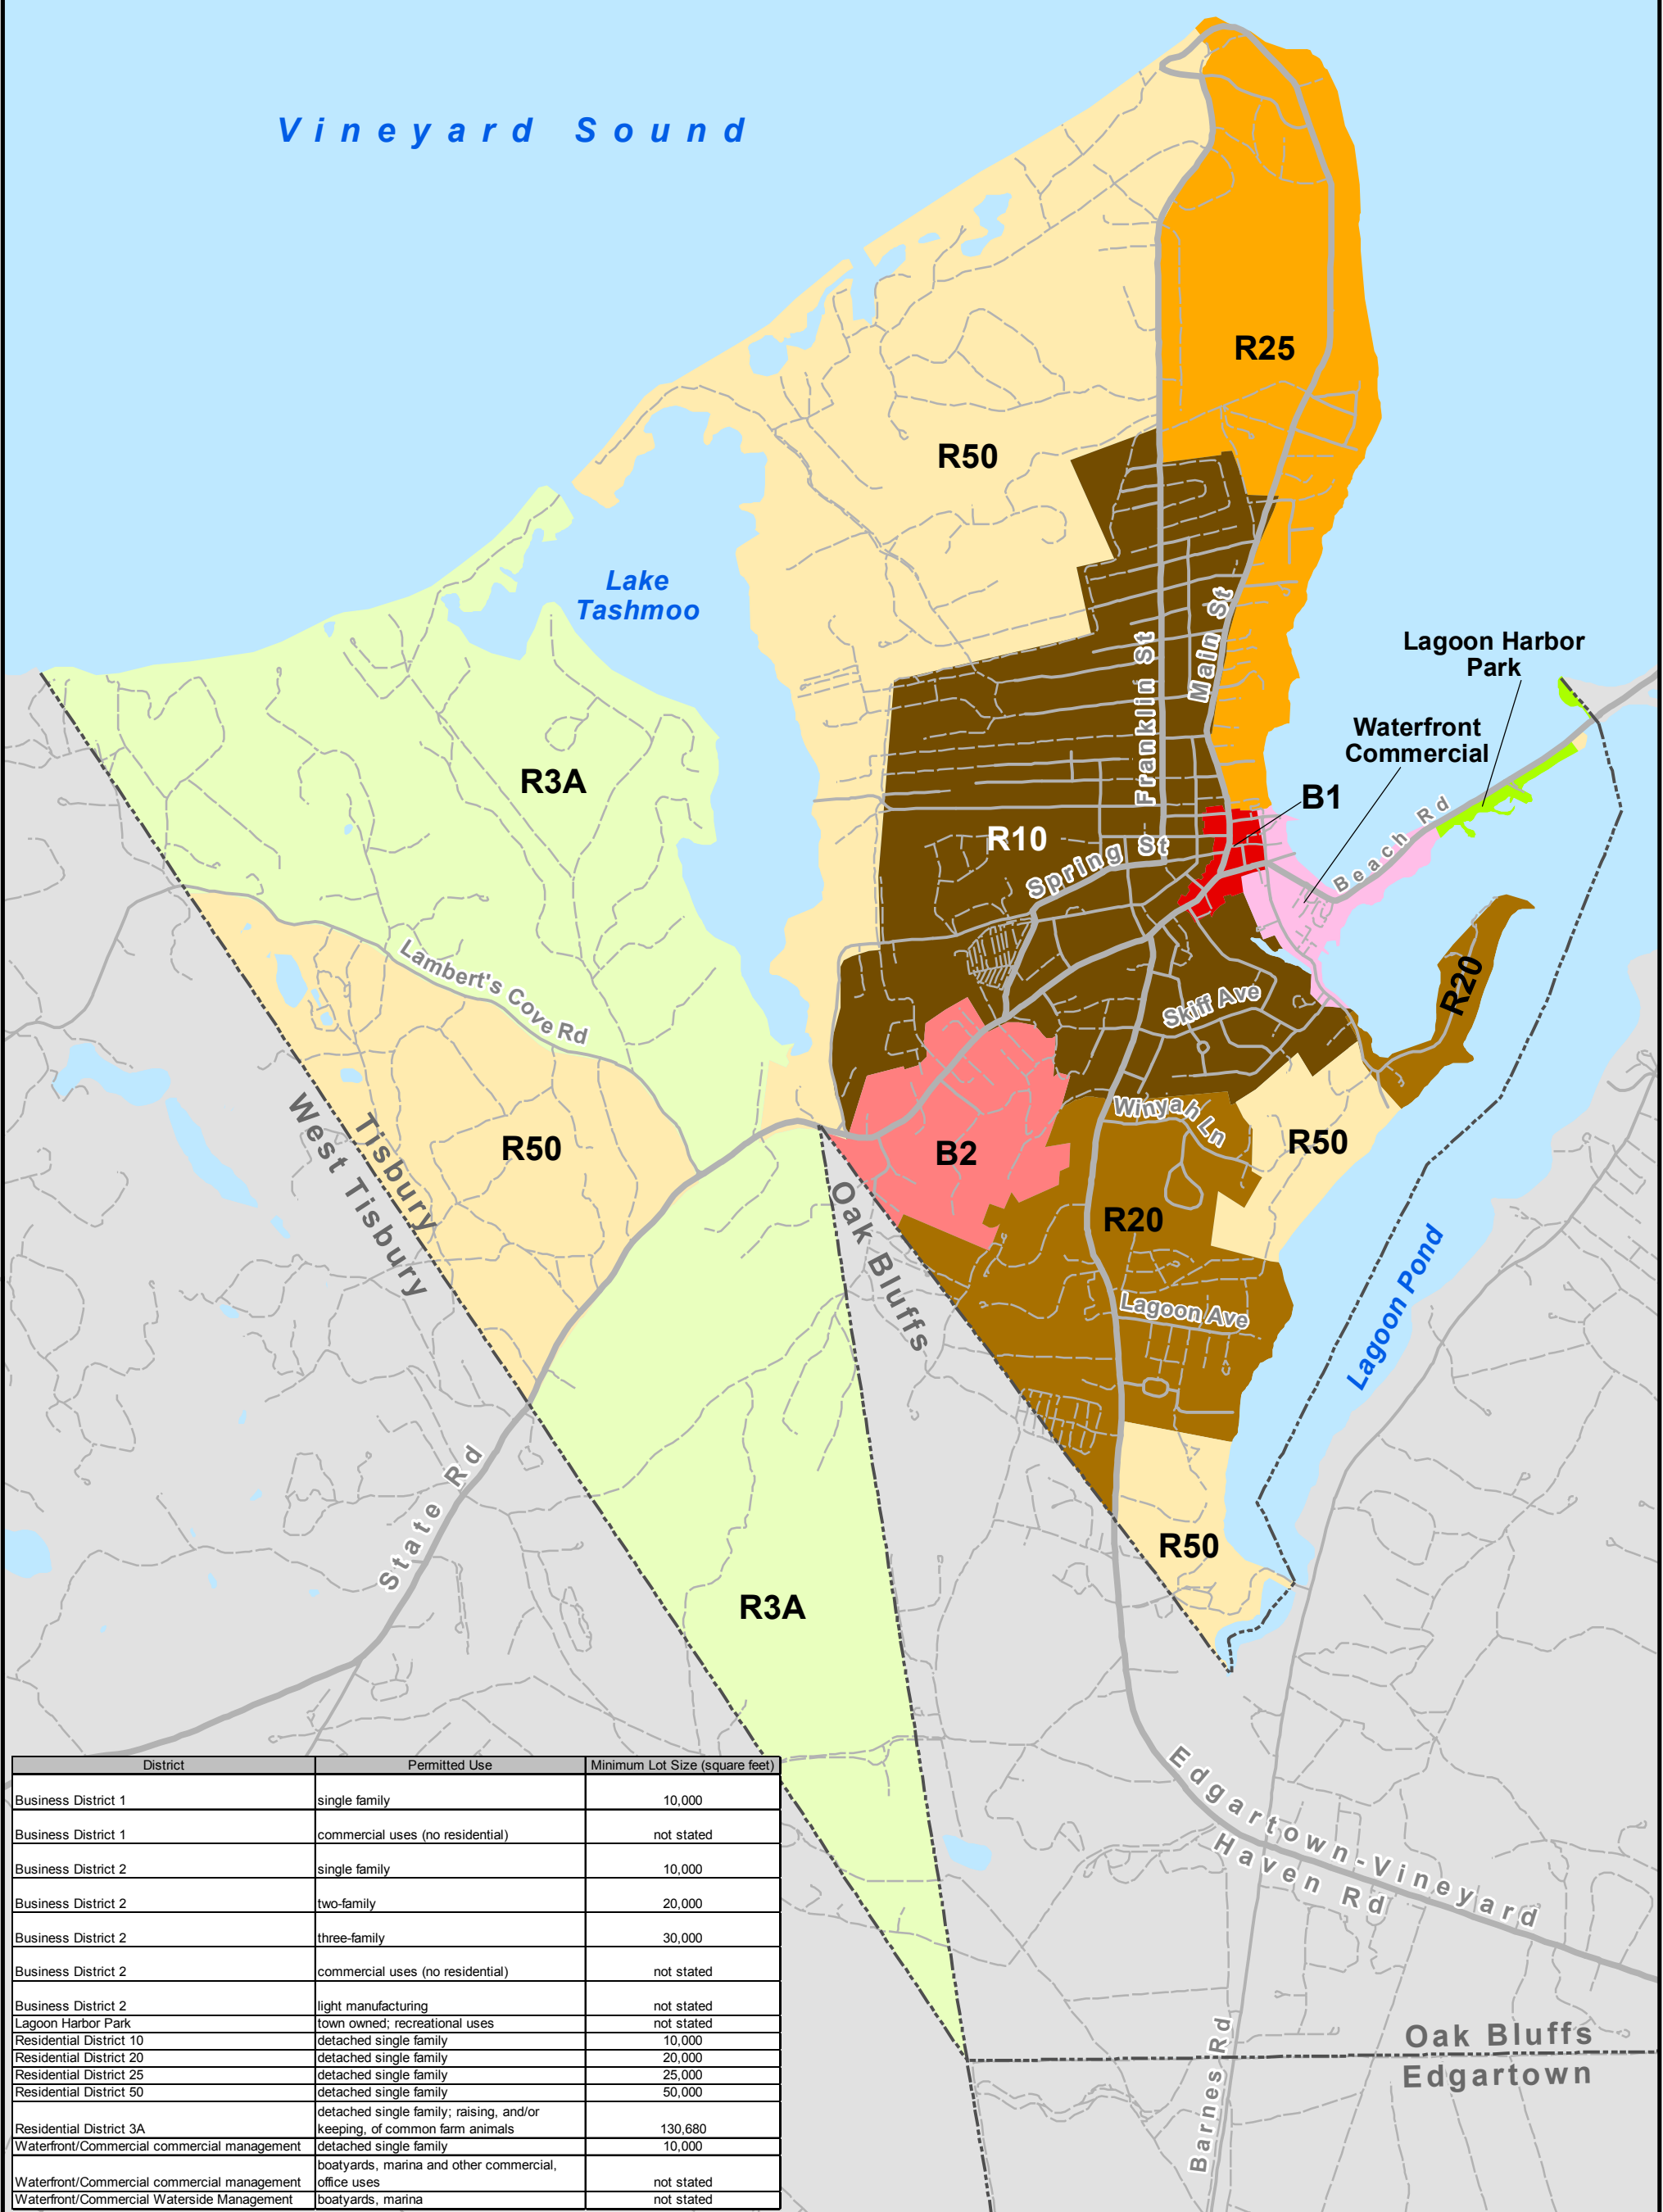 Vineyard Sound
R25
R50
Lake
Tashmoo
Franklin St
Main St
Lagoon Harbor
Park
Waterfront
Commercial
R3A
B1
R10
Spring St
Beach Rd
R20
Lambert's Cove Rd
Skiff Ave
Winyah Ln
R50
R50
B2
Tisbury
West Tisbury
Oak Bluffs
R20
Lagoon Pond
Lagoon Ave
State Rd
R50
R3A
Edgartown-Vineyard
Haven Rd
Barnes Rd
Oak Bluffs
Edgartown
District Permitted Use Minimum Lot Size (square feet)
Business District 1 single family 10,000
Business District 1 commercial uses (no residential) not stated
Business District 2 single family 10,000
Business District 2 two-family 20,000
Business District 2 three-family 30,000
Business District 2 commercial uses (no residential) not stated
Business District 2 light manufacturing not stated
Lagoon Harbor Park town owned; recreational uses not stated
Residential District 10 detached single family 10,000
Residential District 20 detached single family 20,000
Residential District 25 detached single family 25,000
Residential District 50 detached single family 50,000
detached single family; raising, and/or
Residential District 3A keeping, of common farm animals 130,680
Waterfront/Commercial commercial management detached single family 10,000
boatyards, marina and other commercial,
Waterfront/Commercial commercial management office uses not stated
Waterfront/Commercial Waterside Management boatyards, marina not stated